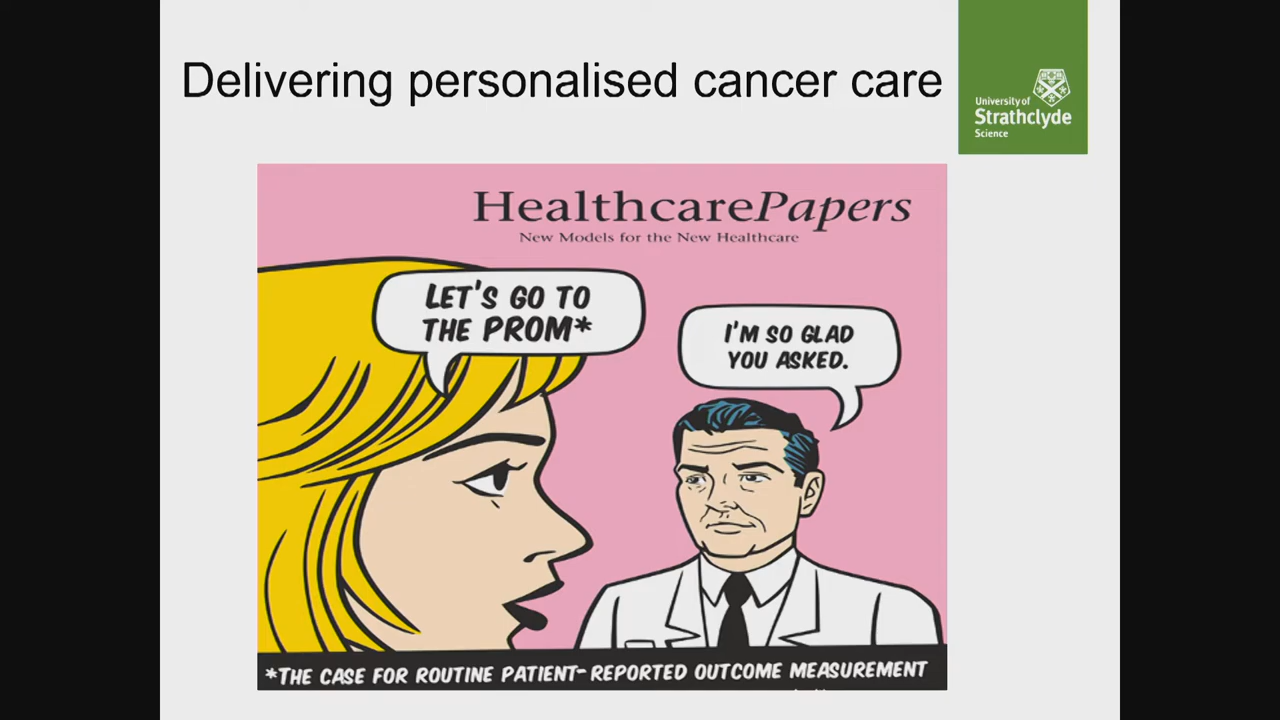 Delivering personalised cancer care
University of
Strathclyde
Science
HealthcarePapers
New Models for the New Healthcare
LET'S GO TO
THE PROM*
I'M SO GLAD
YOU ASKED.
*THE CASE FOR ROUTINE PATIENT-REPORTED OUTCOME MEASUREMENT